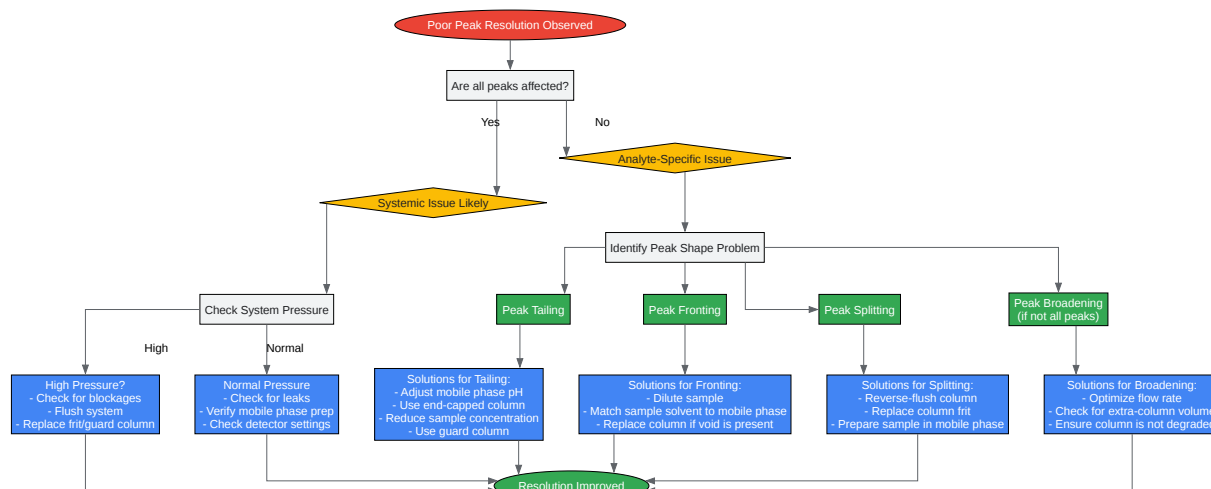 Poor Peak Resolution Observed
Are all peaks affected?
Yes
No
Analyte-Specific Issue
Systemic Issue Likely
Identify Peak Shape Problem
Check System Pressure
Peak Tailing
Peak Fronting
Peak Splitting
Peak Broadening
(if not all peaks)
High
Normal
High Pressure?
- Check for blockages
- Flush system
- Replace frit/guard column
Normal Pressure
- Check for leaks
- Verify mobile phase prep
- Check detector settings
Solutions for Tailing:
- Adjust mobile phase pH
- Use end-capped column
- Reduce sample concentration
- Use guard column
Solutions for Fronting:
- Dilute sample
- Match sample solvent to mobile phase
- Replace column if void is present
Solutions for Splitting:
- Reverse-flush column
- Replace column frit
- Prepare sample in mobile phase
Solutions for Broadening:
- Optimize flow rate
- Check for extra-column volume
- Ensure column is not degraded
Resolution Improved